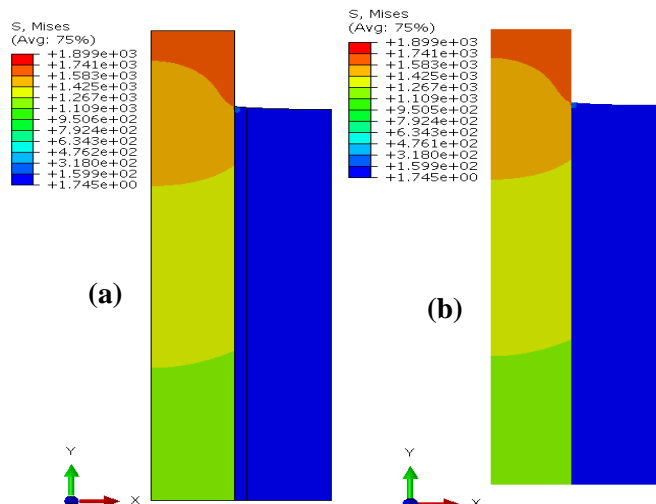 S, Mises
(Avg: 75%)
+1.899e+03
+1.741e+03
+1.583e+03
+1.425e+03
+1.267e+03
+1.109e+03
+9.506e+02
+7.924e+02
+6.343e+02
+4.762e+02
+3.180e+02
+1.599e+02
+1.745e+00
(a)
Y
X
S, Mises
(Avg: 75%)
+1.899e+03
+1.741e+03
+1.583e+03
+1.425e+03
+1.267e+03
+1.109e+03
+9.505e+02
+7.924e+02
+6.343e+02
+4.761e+02
+3.180e+02
+1.599e+02
+1.745e+00
(b)
Y
X